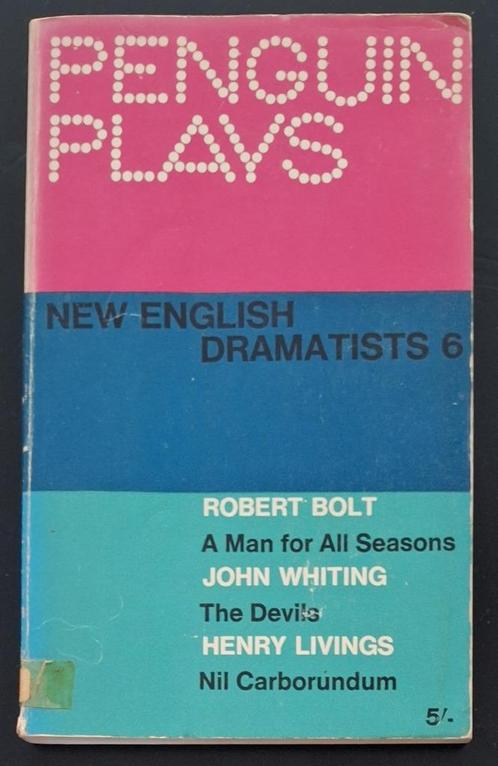 PENGUIN
PLAYS
NEW ENGLISH
DRAMATISTS 6
ROBERT BOLT
A Man for All Seasons
JOHN WHITING
The Devils
HENRY LIVINGS
Nil Carborundum
5/-